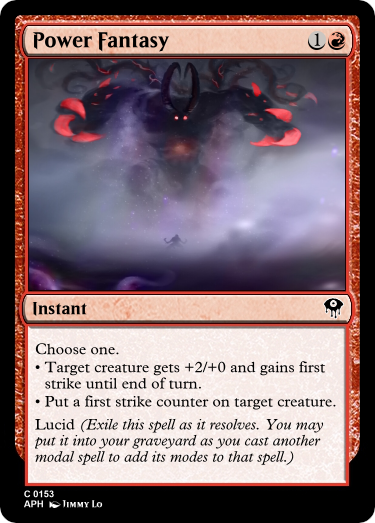 Power Fantasy 1
Instant
Choose one.
• Target creature gets +2/+0 and gains first
strike until end of turn.
• Put a first strike counter on target creature.
Lucid (Exile this spell as it resolves. You may
put it into your graveyard as you cast another
modal spell to add its modes to that spell.)
C 0153
APH Jimmy Lo